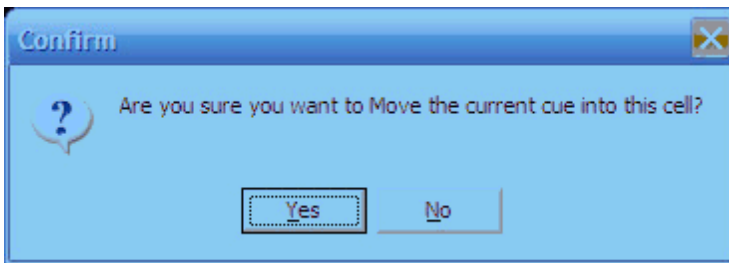 Confirm
Are you sure you want to Move the current cue into this cell?
Yes
No